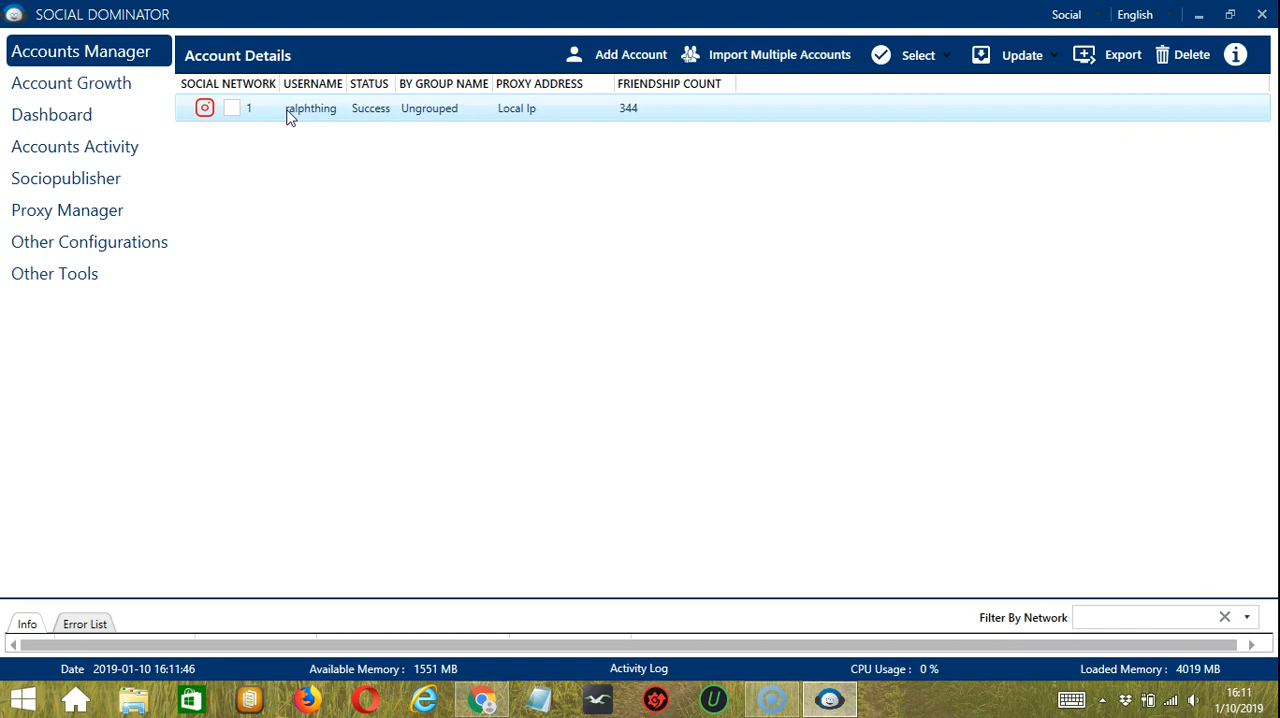 SOCIAL DOMINATOR
Social English
Accounts Manager
Account Growth
Dashboard
Accounts Activity
Sociopublisher
Proxy Manager
Other Configurations
Other Tools
Account Details Add Account Import Multiple Accounts Select Update Export Delete
SOCIAL NETWORK USERNAME STATUS BY GROUP NAME PROXY ADDRESS FRIENDSHIP COUNT
1 ralphthing Success Ungrouped Local Ip 344
Info Error List
Filter By Network
Date 2019-01-10 16:11:46 Available Memory : 1551 MB Activity Log CPU Usage : 0 % Loaded Memory : 4019 MB
16:11
1/10/2019